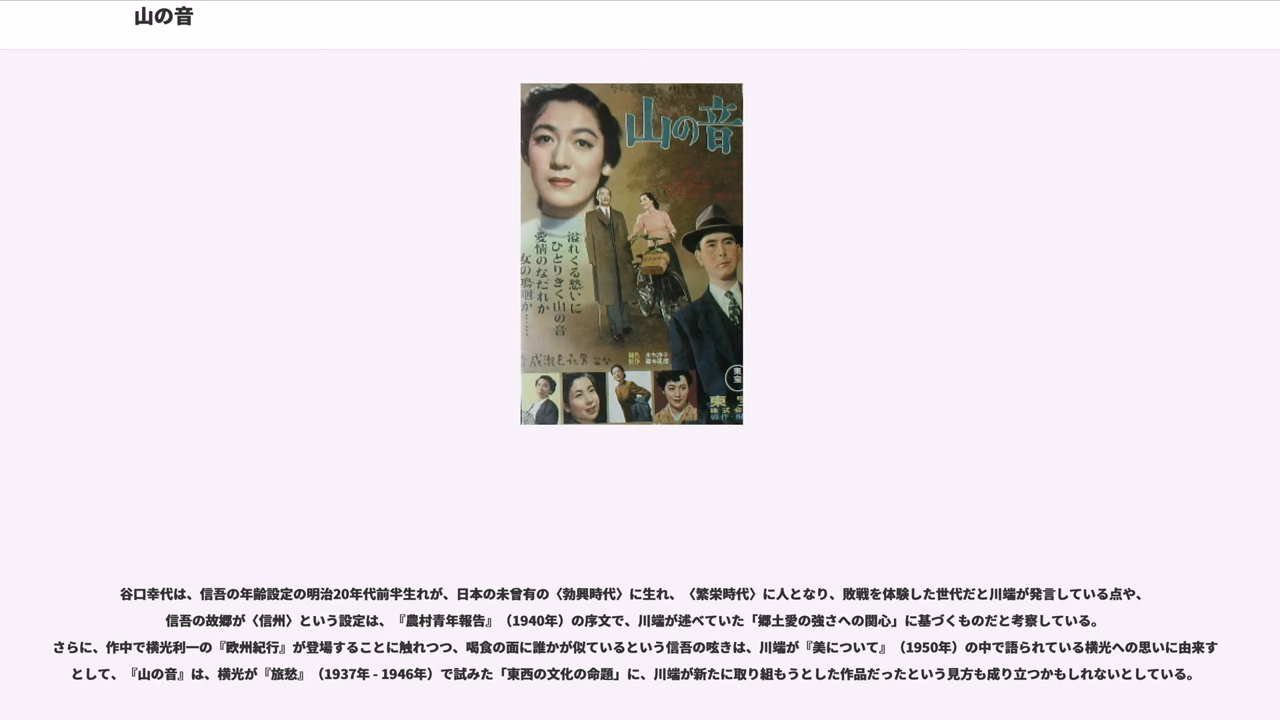 山の音
山の音
溢れくる愁いに
ひとりきく山の音
愛情のなだれか
女の嗚咽か……
東宝
谷口幸代は、信吾の年齢設定の明治20年代前半生れが、日本の未曾有の〈勃興時代〉に生れ、〈繁栄時代〉に人となり、敗戦を体験した世代だと川端が発言している点や、
信吾の故郷が〈信州〉という設定は、『農村青年報告』（1940年）の序文で、川端が述べていた「郷土愛の強さへの関心」に基づくものだと考察している。
さらに、作中で横光利一の『欧州紀行』が登場することに触れつつ、喝食の面に誰かが似ているという信吾の呟きは、川端が『美について』（1950年）の中で語られている横光への思いに由来す
として、『山の音』は、横光が『旅愁』（1937年 - 1946年）で試みた「東西の文化の命題」に、川端が新たに取り組もうとした作品だったという見方も成り立つかもしれないとしている。